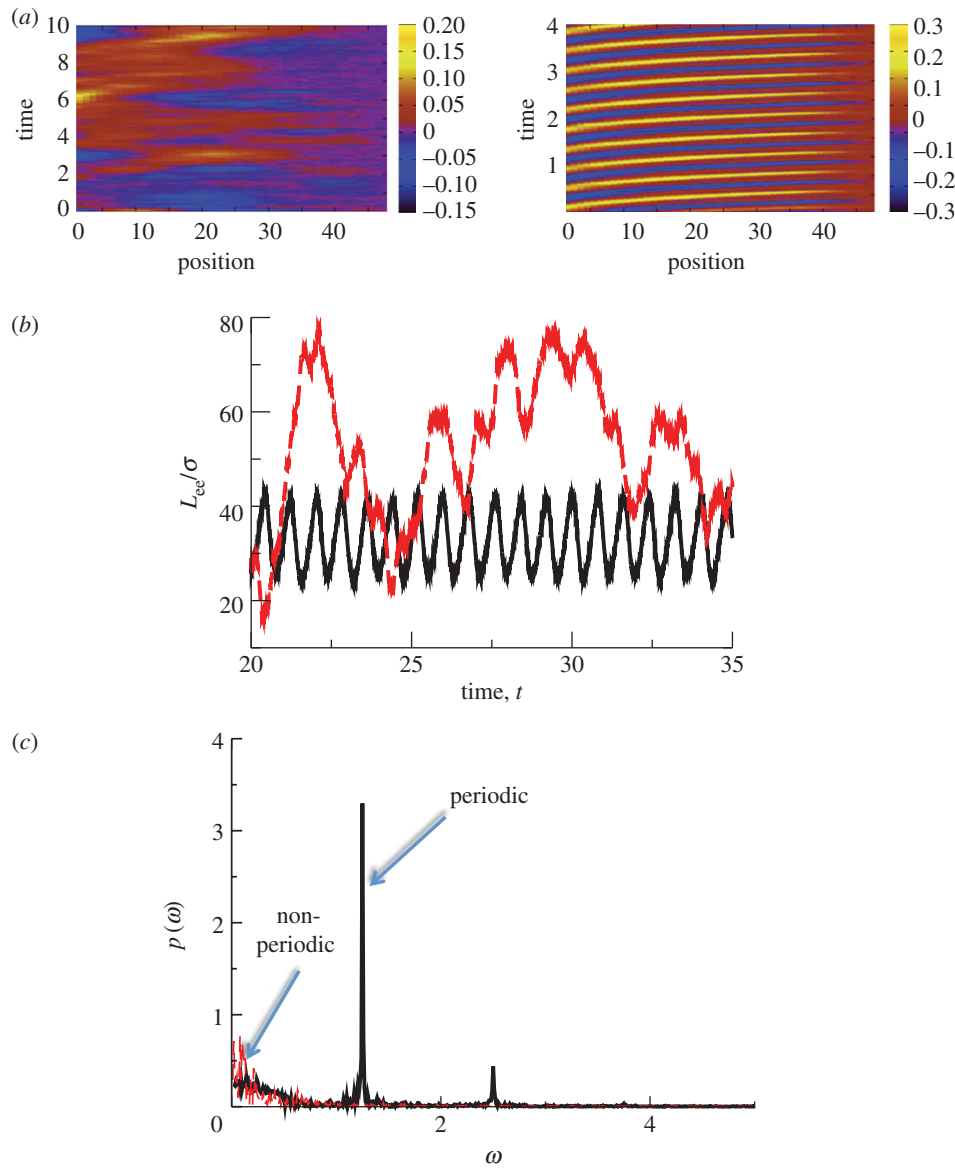 (a)
10
8
6
4
2
0
time
0 10 20 30 40
position
0.20
0.15
0.10
0.05
0
–0.05
–0.10
–0.15
4
3
2
1
time
0 10 20 30 40
position
0.3
0.2
0.1
0
–0.1
–0.2
–0.3
(b)
80
60
40
20
L_ee/σ
20 25 30 35
time, t
(c)
4
3
2
1
0
p(ω)
periodic
non-
periodic
2 4
ω